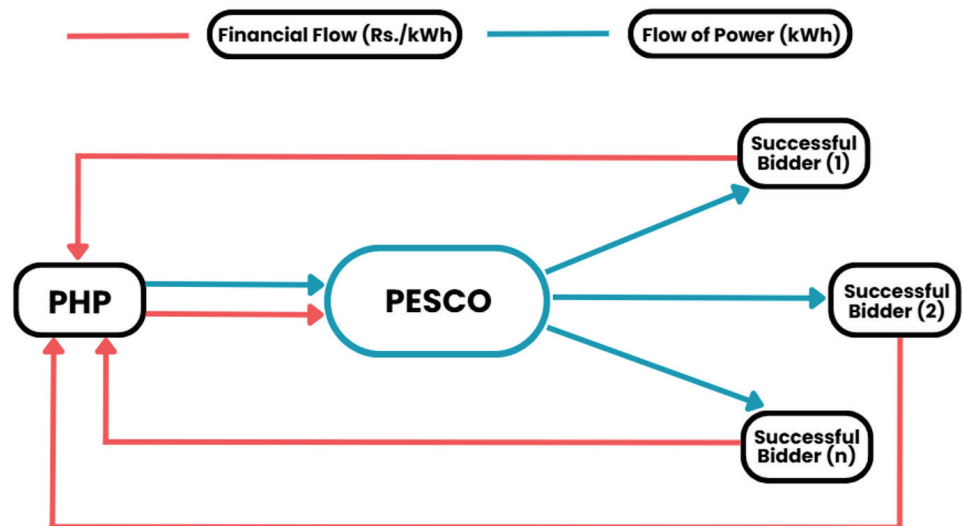 Financial Flow (Rs./kWh
Flow of Power (kWh)
Successful
Bidder (1)
PHP
PESCO
Successful
Bidder (2)
Successful
Bidder (n)